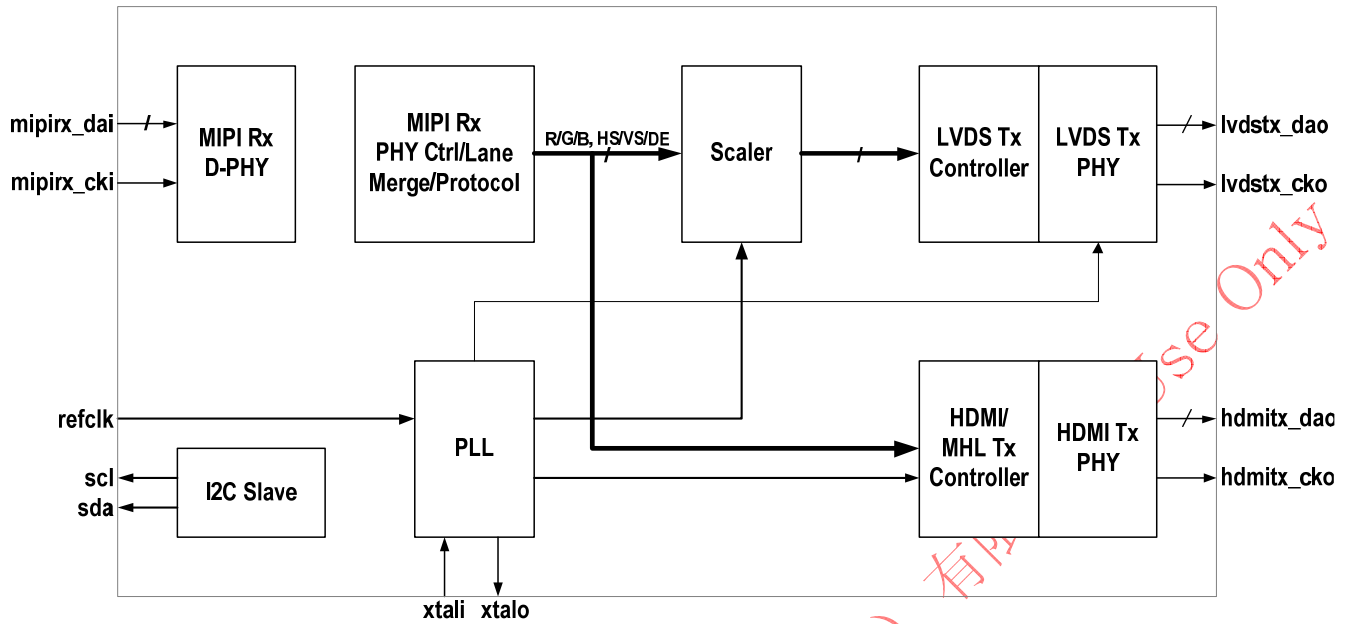 mipirx_dai
mipirx_cki
MIPI Rx
D-PHY
MIPI Rx
PHY Ctrl/Lane
Merge/Protocol
R/G/B, HS/VS/DE
Scaler
LVDS Tx
Controller
LVDS Tx
PHY
lvdstx_dao
lvdstx_cko
refclk
scl
sda
I2C Slave
PLL
xtali
xtalo
HDMI/
MHL Tx
Controller
HDMI Tx
PHY
hdmitx_dao
hdmitx_cko
有限
Use Only